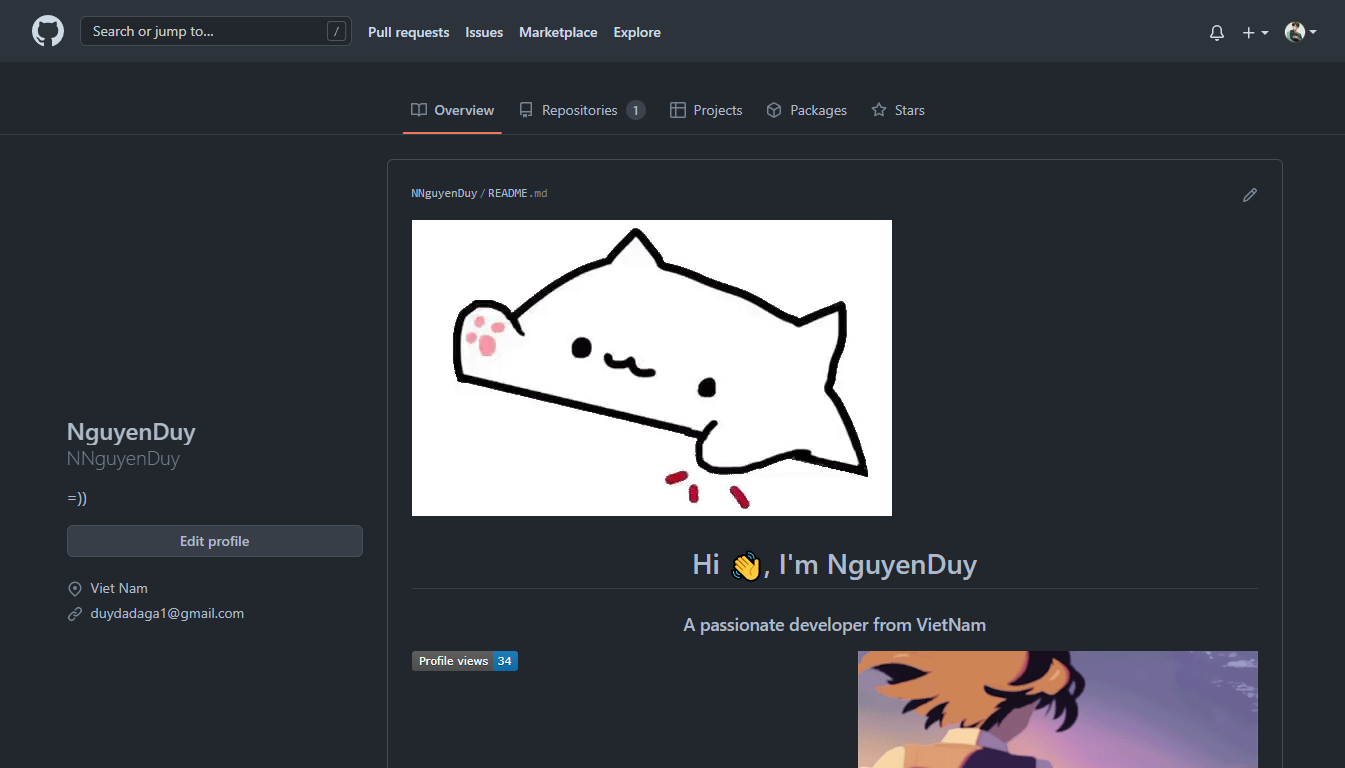 Search or jump to... /
Pull requests Issues Marketplace Explore
Overview Repositories 1 Projects Packages Stars
NNguyenDuy / README.md
NguyenDuy
NNguyenDuy
=))
Edit profile
Viet Nam
duydadaga1@gmail.com
Hi 👋, I'm NguyenDuy
A passionate developer from VietNam
Profile views 34